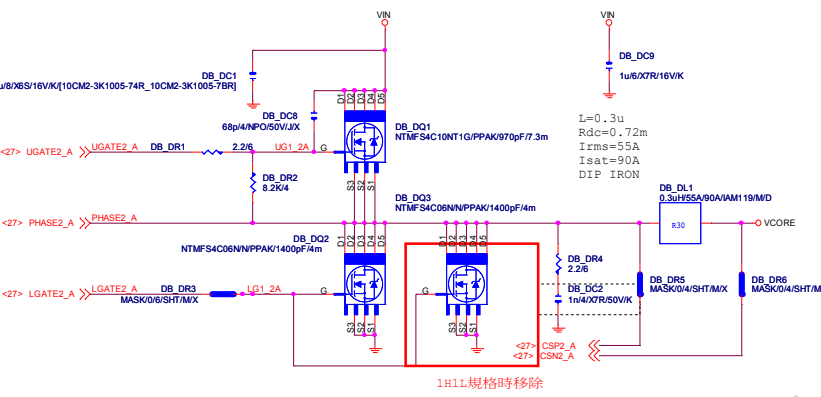 VIN
VIN
DB_DC9
1u/6/X7R/16V/K
DB_DC1
u/8/X6S/16V/K/[10CM2-3K1005-74R_10CM2-3K1005-7BR]
D1 D2 D3 D4 D5
DB_DC8
68p/4/NPO/50V/J/X
L=0.3u
Rdc=0.72m
Irms=55A
Isat=90A
DIP IRON
DB_DQ1
NTMFS4C10NT1G/PPAK/970pF/7.3m
<27> UGATE2_A UGATE2_A DB_DR1 2.2/6 UG1_2A G
S3 S2 S1
DB_DR2
8.2K/4
DB_DQ3
NTMFS4C06N/N/PPAK/1400pF/4m
DB_DL1
0.3uH/55A/90A/IAM119/M/D
<27> PHASE2_A PHASE2_A
R30
VCORE
DB_DQ2
NTMFS4C06N/N/PPAK/1400pF/4m
D1 D2 D3 D4 D5
D1 D2 D3 D4 D5
DB_DR4
2.2/6
DB_DR5
MASK/0/4/SHT/M/X
DB_DR6
MASK/0/4/SHT/M
<27> LGATE2_A LGATE2_A DB_DR3 LG1_2A G G
MASK/0/6/SHT/M/X
DB_DC2
1n/4/X7R/50V/K
S3 S2 S1
S3 S2 S1
<27> CSP2_A
<27> CSN2_A
1H1L規格時移除